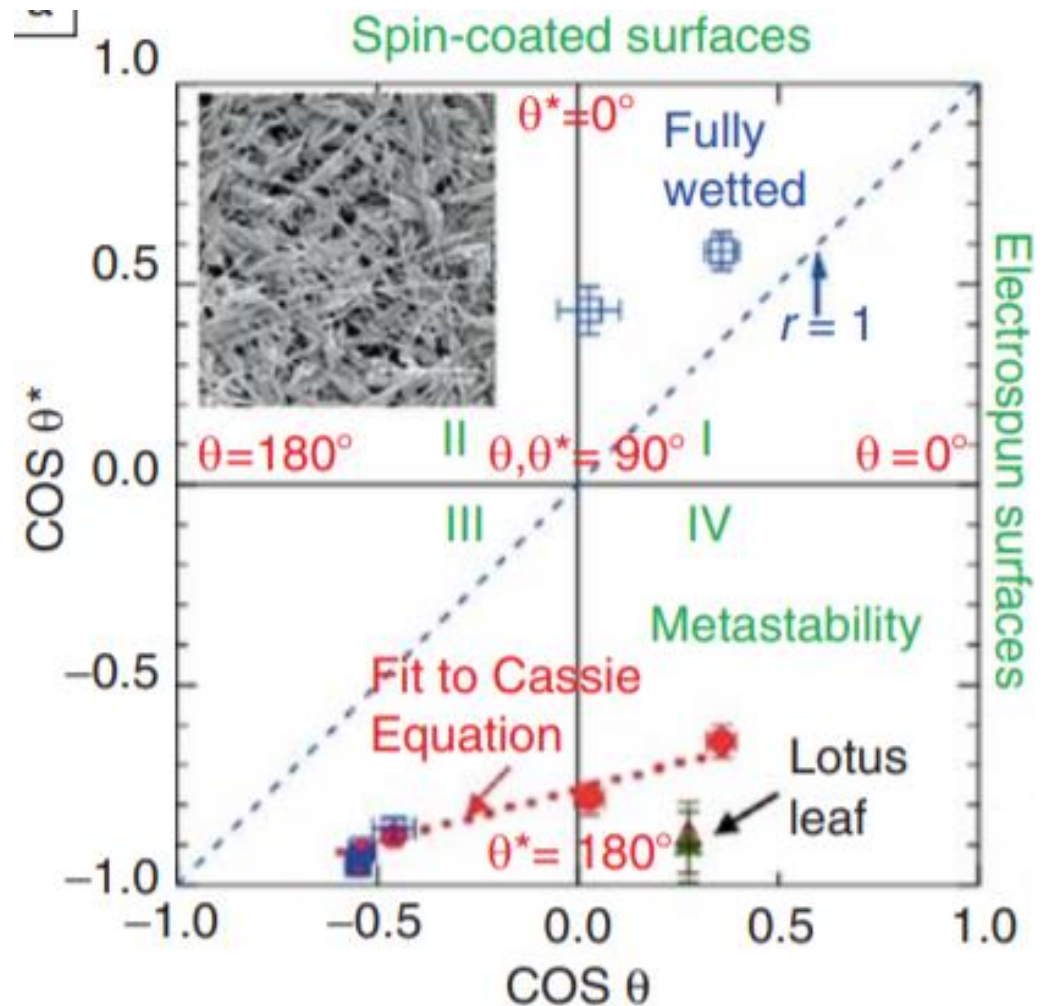 a
Spin-coated surfaces
1.0
θ*=0°
Fully
wetted
0.5
r = 1
Electrospun surfaces
COS θ*
θ=180°
II
θ,θ*= 90°
I
θ=0°
0.0
III
IV
Metastability
−0.5
Fit to Cassie
Equation
Lotus
leaf
θ*= 180°
−1.0
−1.0
−0.5
0.0
0.5
1.0
COS θ